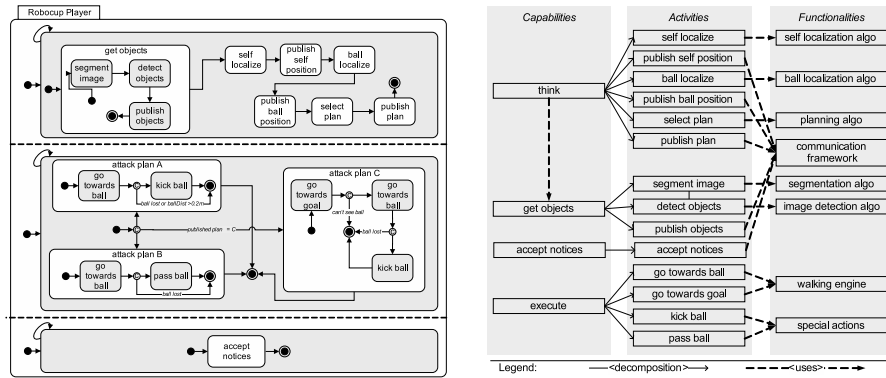 Robocup Player
get objects
segment
image
detect
objects
publish
objects
self
localize
publish
self
position
ball
localize
publish
ball
position
select
plan
publish
plan
attack plan A
go
towards
ball
kick ball
ball lost or ballDist >0.2m
published plan = C
attack plan B
go
towards
ball
pass ball
ball lost
attack plan C
go
towards
goal
go
towards
ball
can't see ball
ball lost
kick ball
accept
notices
Capabilities
Activities
Functionalities
think
get objects
accept notices
execute
self localize
publish self position
ball localize
publish ball position
select plan
publish plan
segment image
detect objects
publish objects
accept notices
go towards ball
go towards goal
kick ball
pass ball
self localization algo
ball localization algo
planning algo
communication
framework
segmentation algo
image detection algo
walking engine
special actions
Legend:
<decomposition>
<uses>